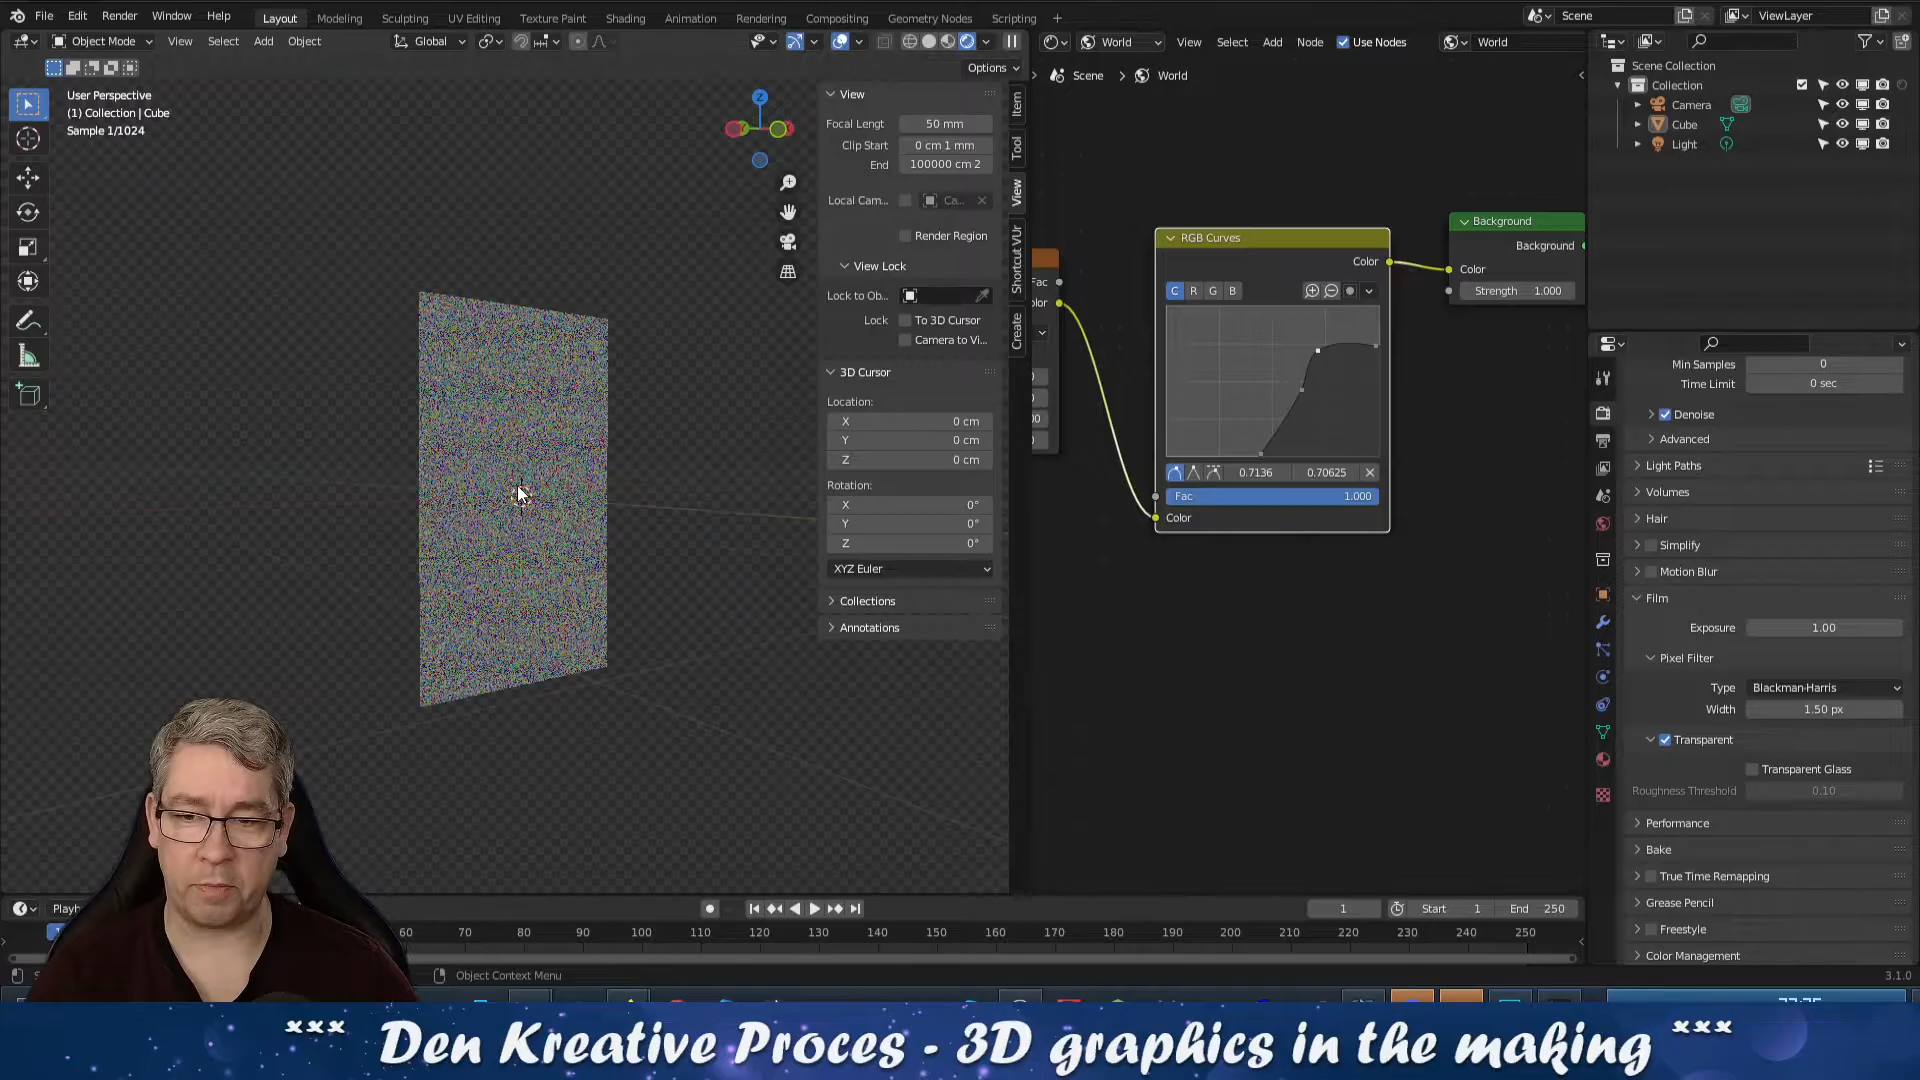 File Edit Render Window Help Layout Modeling Sculpting UV Editing Texture Paint Shading Animation Rendering Compositing Geometry Nodes Scripting + Scene ViewLayer
Object Mode View Select Add Object Global World View Select Add Node Use Nodes World
Options
Scene > World
Scene Collection
Collection
Camera
Cube
Light
User Perspective
(1) Collection | Cube
Sample 1/1024
Z
View
Focal Lengt 50 mm
Clip Start 0 cm 1 mm
End 100000 cm 2
Local Cam... Ca...
Render Region
View Lock
Lock to Ob...
Lock To 3D Cursor
Camera to Vi...
3D Cursor
Location:
X 0 cm
Y 0 cm
Z 0 cm
Rotation:
X 0°
Y 0°
Z 0°
XYZ Euler
Collections
Annotations
Item
Tool
View
Shortcut VUr
Create
Fac
olor
RGB Curves
Color
C R G B
0.7136 0.70625
Fac 1.000
Color
Background
Background
Color
Strength 1.000
Min Samples 0
Time Limit 0 sec
Denoise
Advanced
Light Paths
Volumes
Hair
Simplify
Motion Blur
Film
Exposure 1.00
Pixel Filter
Type Blackman-Harris
Width 1.50 px
Transparent
Transparent Glass
Roughness Threshold 0.10
Performance
Bake
True Time Remapping
Grease Pencil
Freestyle
Color Management
Playb 1 Start 1 End 250
60 70 80 90 100 110 120 130 140 150 160 170 180 190 200 210 220 230 240 250
Object Context Menu 3.1.0
*** Den Kreative Proces - 3D graphics in the making ***